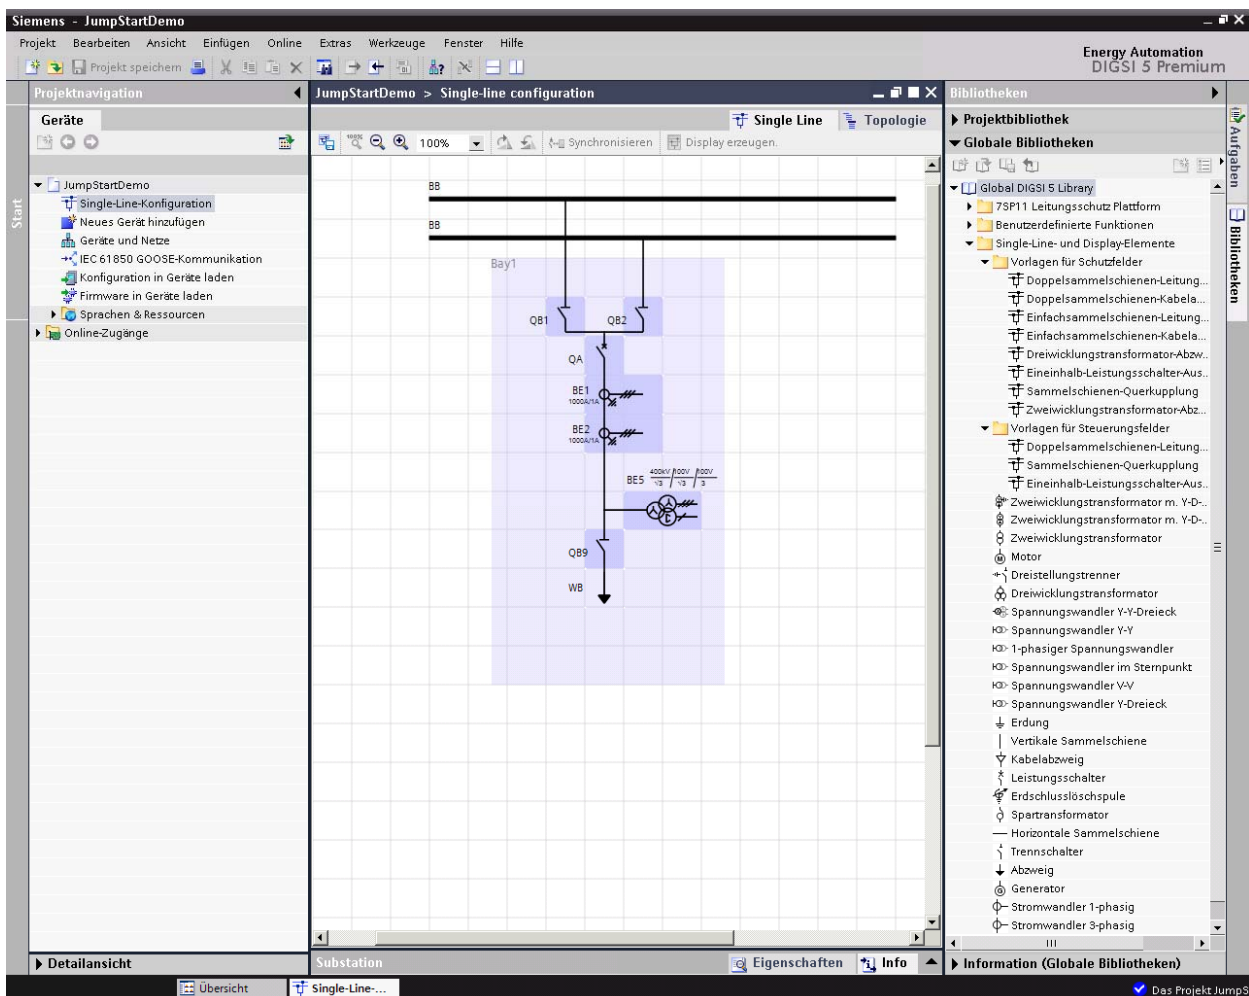 Siemens - JumpStartDemo
Projekt Bearbeiten Ansicht Einfügen Online Extras Werkzeuge Fenster Hilfe
Energy Automation
DIGSI 5 Premium
Projekt speichern
Projektnavigation
JumpStartDemo > Single-line configuration
Bibliotheken
Geräte
Single Line
Topologie
100%
Synchronisieren
Display erzeugen.
Start
JumpStartDemo
Single-Line-Konfiguration
Neues Gerät hinzufügen
Geräte und Netze
IEC 61850 GOOSE-Kommunikation
Konfiguration in Geräte laden
Firmware in Geräte laden
Sprachen & Ressourcen
Online-Zugänge
BB
BB
Bay1
QB1
QB2
QA
BE1
1000A/1A
BE2
1000A/1A
BE5
400kV
√3
100V
√3
100V
3
QB9
WB
Projektbibliothek
Globale Bibliotheken
Global DIGSI 5 Library
7SP11 Leitungsschutz Plattform
Benutzerdefinierte Funktionen
Single-Line- und Display-Elemente
Vorlagen für Schutzfelder
Doppelsammelschienen-Leitung...
Doppelsammelschienen-Kabela...
Einfachsammelschienen-Leitung...
Einfachsammelschienen-Kabela...
Dreiwicklungstransformator-Abzw..
Eineinhalb-Leistungsschalter-Aus..
Sammelschienen-Querkupplung
Zweiwicklungstransformator-Abz...
Vorlagen für Steuerungsfelder
Doppelsammelschienen-Leitung...
Sammelschienen-Querkupplung
Eineinhalb-Leistungsschalter-Aus..
Zweiwicklungstransformator m. Y-D-..
Zweiwicklungstransformator m. Y-D-..
Zweiwicklungstransformator
Motor
Dreistellungstrenner
Dreiwicklungstransformator
Spannungswandler Y-Y-Dreieck
Spannungswandler Y-Y
1-phasiger Spannungswandler
Spannungswandler im Sternpunkt
Spannungswandler V-V
Spannungswandler Y-Dreieck
Erdung
Vertikale Sammelschiene
Kabelabzweig
Leistungsschalter
Erdschlusslöschspule
Spartransformator
Horizontale Sammelschiene
Trennschalter
Abzweig
Generator
Stromwandler 1-phasig
Stromwandler 3-phasig
Aufgaben
Bibliotheken
Detailansicht
Substation
Eigenschaften
Info
Information (Globale Bibliotheken)
Übersicht
Single-Line-...
Das Projekt JumpS